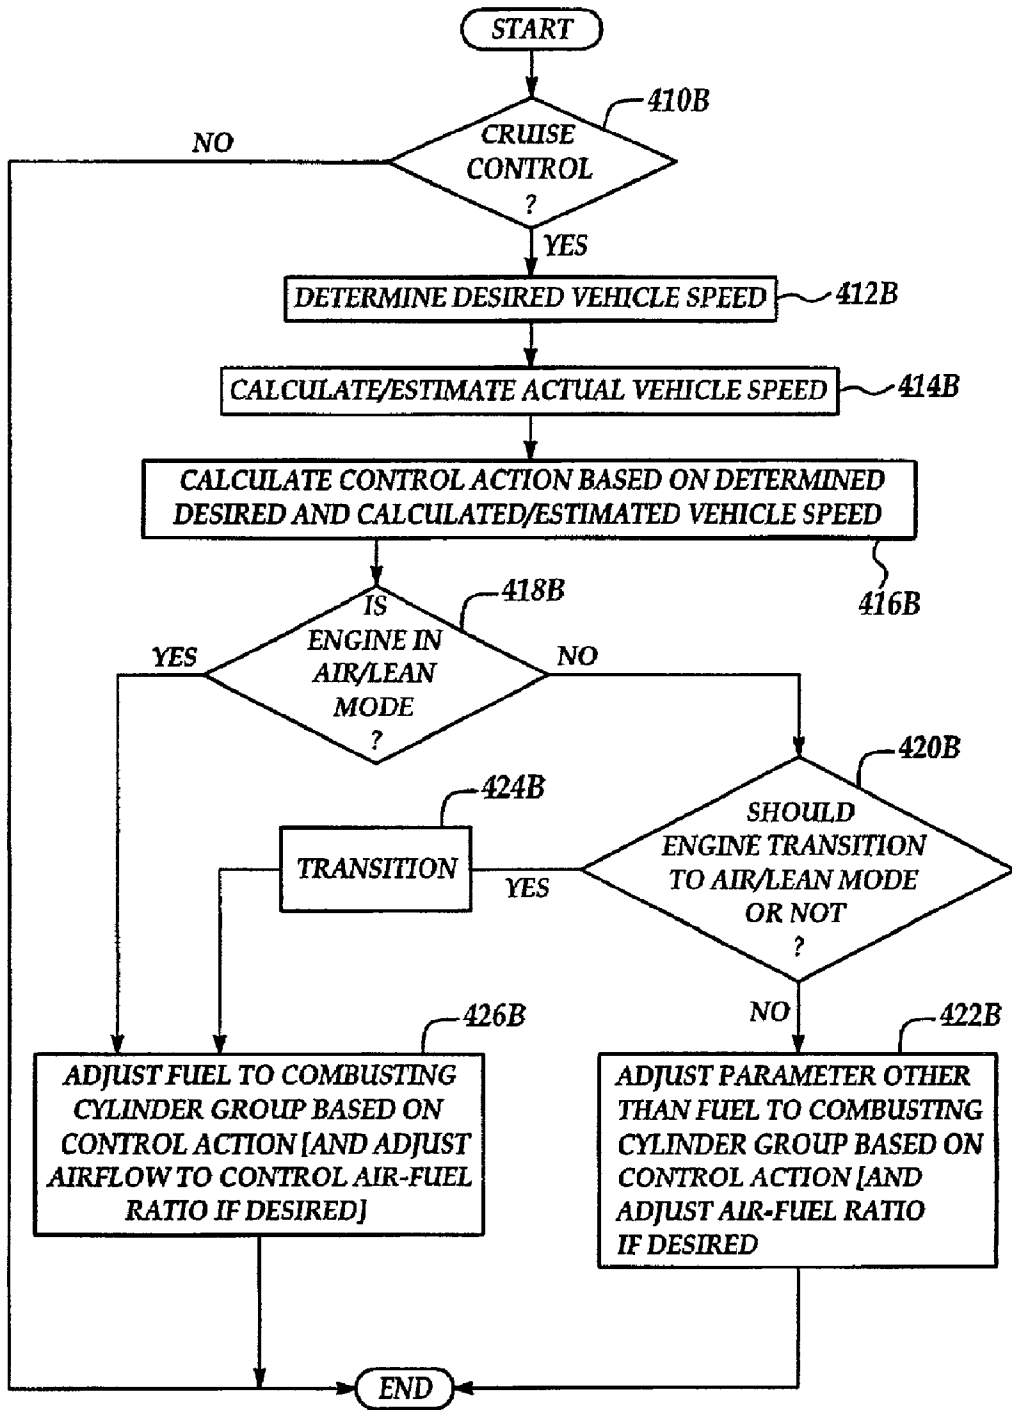 START
410B
CRUISE
CONTROL
?
NO
YES
DETERMINE DESIRED VEHICLE SPEED
412B
CALCULATE/ESTIMATE ACTUAL VEHICLE SPEED
414B
CALCULATE CONTROL ACTION BASED ON DETERMINED
DESIRED AND CALCULATED/ESTIMATED VEHICLE SPEED
416B
418B
IS
ENGINE IN
AIR/LEAN
MODE
?
YES
NO
420B
SHOULD
ENGINE TRANSITION
TO AIR/LEAN MODE
OR NOT
?
424B
TRANSITION
YES
NO
426B
ADJUST FUEL TO COMBUSTING
CYLINDER GROUP BASED ON
CONTROL ACTION [AND ADJUST
AIRFLOW TO CONTROL AIR-FUEL
RATIO IF DESIRED]
422B
ADJUST PARAMETER OTHER
THAN FUEL TO COMBUSTING
CYLINDER GROUP BASED ON
CONTROL ACTION [AND
ADJUST AIR-FUEL RATIO
IF DESIRED
END